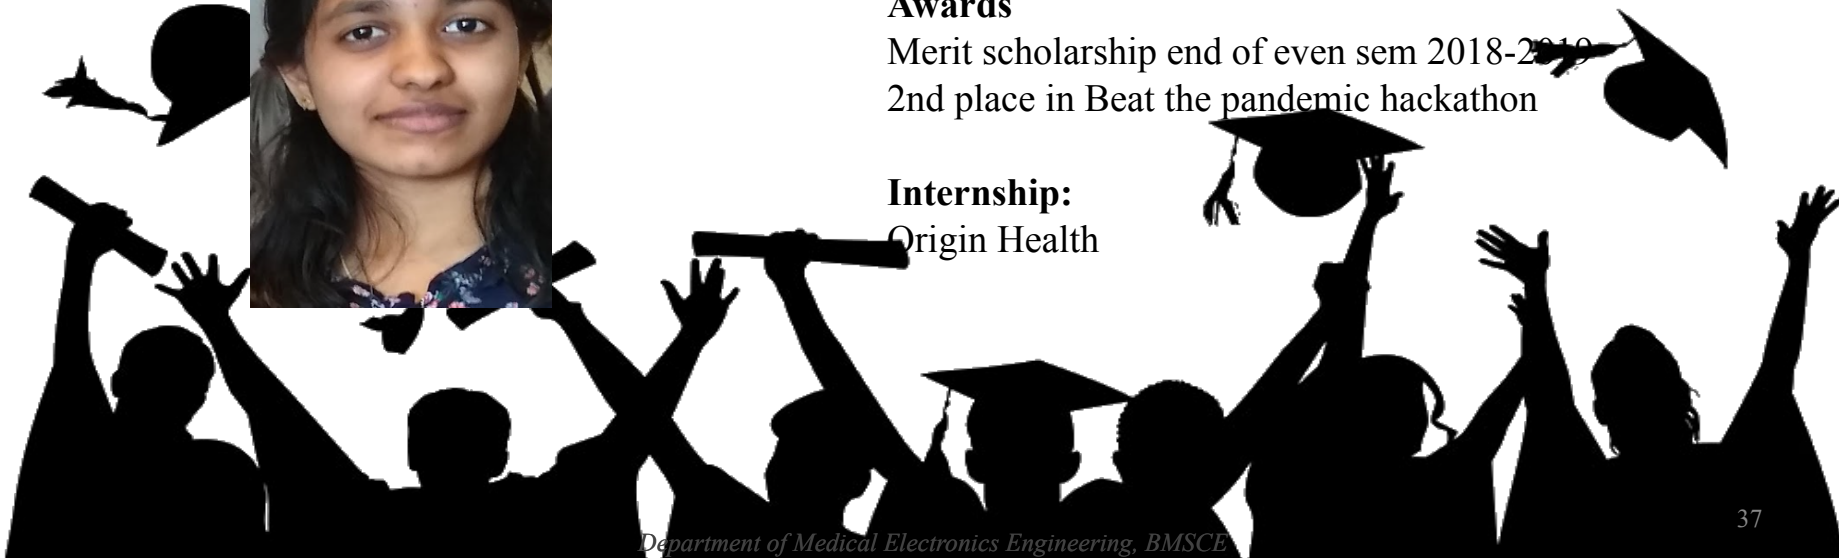 Awards
Merit scholarship end of even sem 2018-2019
2nd place in Beat the pandemic hackathon
Internship:
Origin Health
37
Department of Medical Electronics Engineering, BMSCE